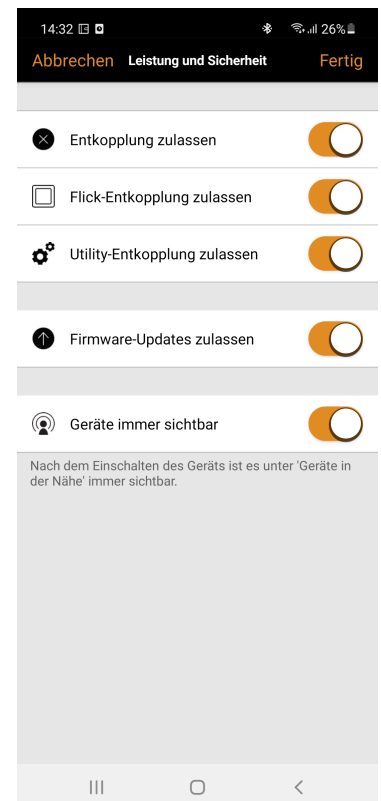 14:32 26%
Abbrechen Leistung und Sicherheit Fertig
Entkopplung zulassen
Flick-Entkopplung zulassen
Utility-Entkopplung zulassen
Firmware-Updates zulassen
Geräte immer sichtbar
Nach dem Einschalten des Geräts ist es unter 'Geräte in
der Nähe' immer sichtbar.